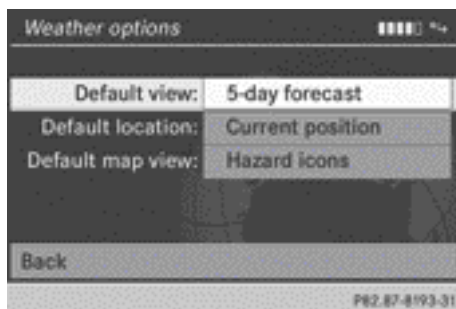 Weather options
Default view: 5-day forecast
Default location: Current position
Default map view: Hazard icons
Back
P82.87-8193-31